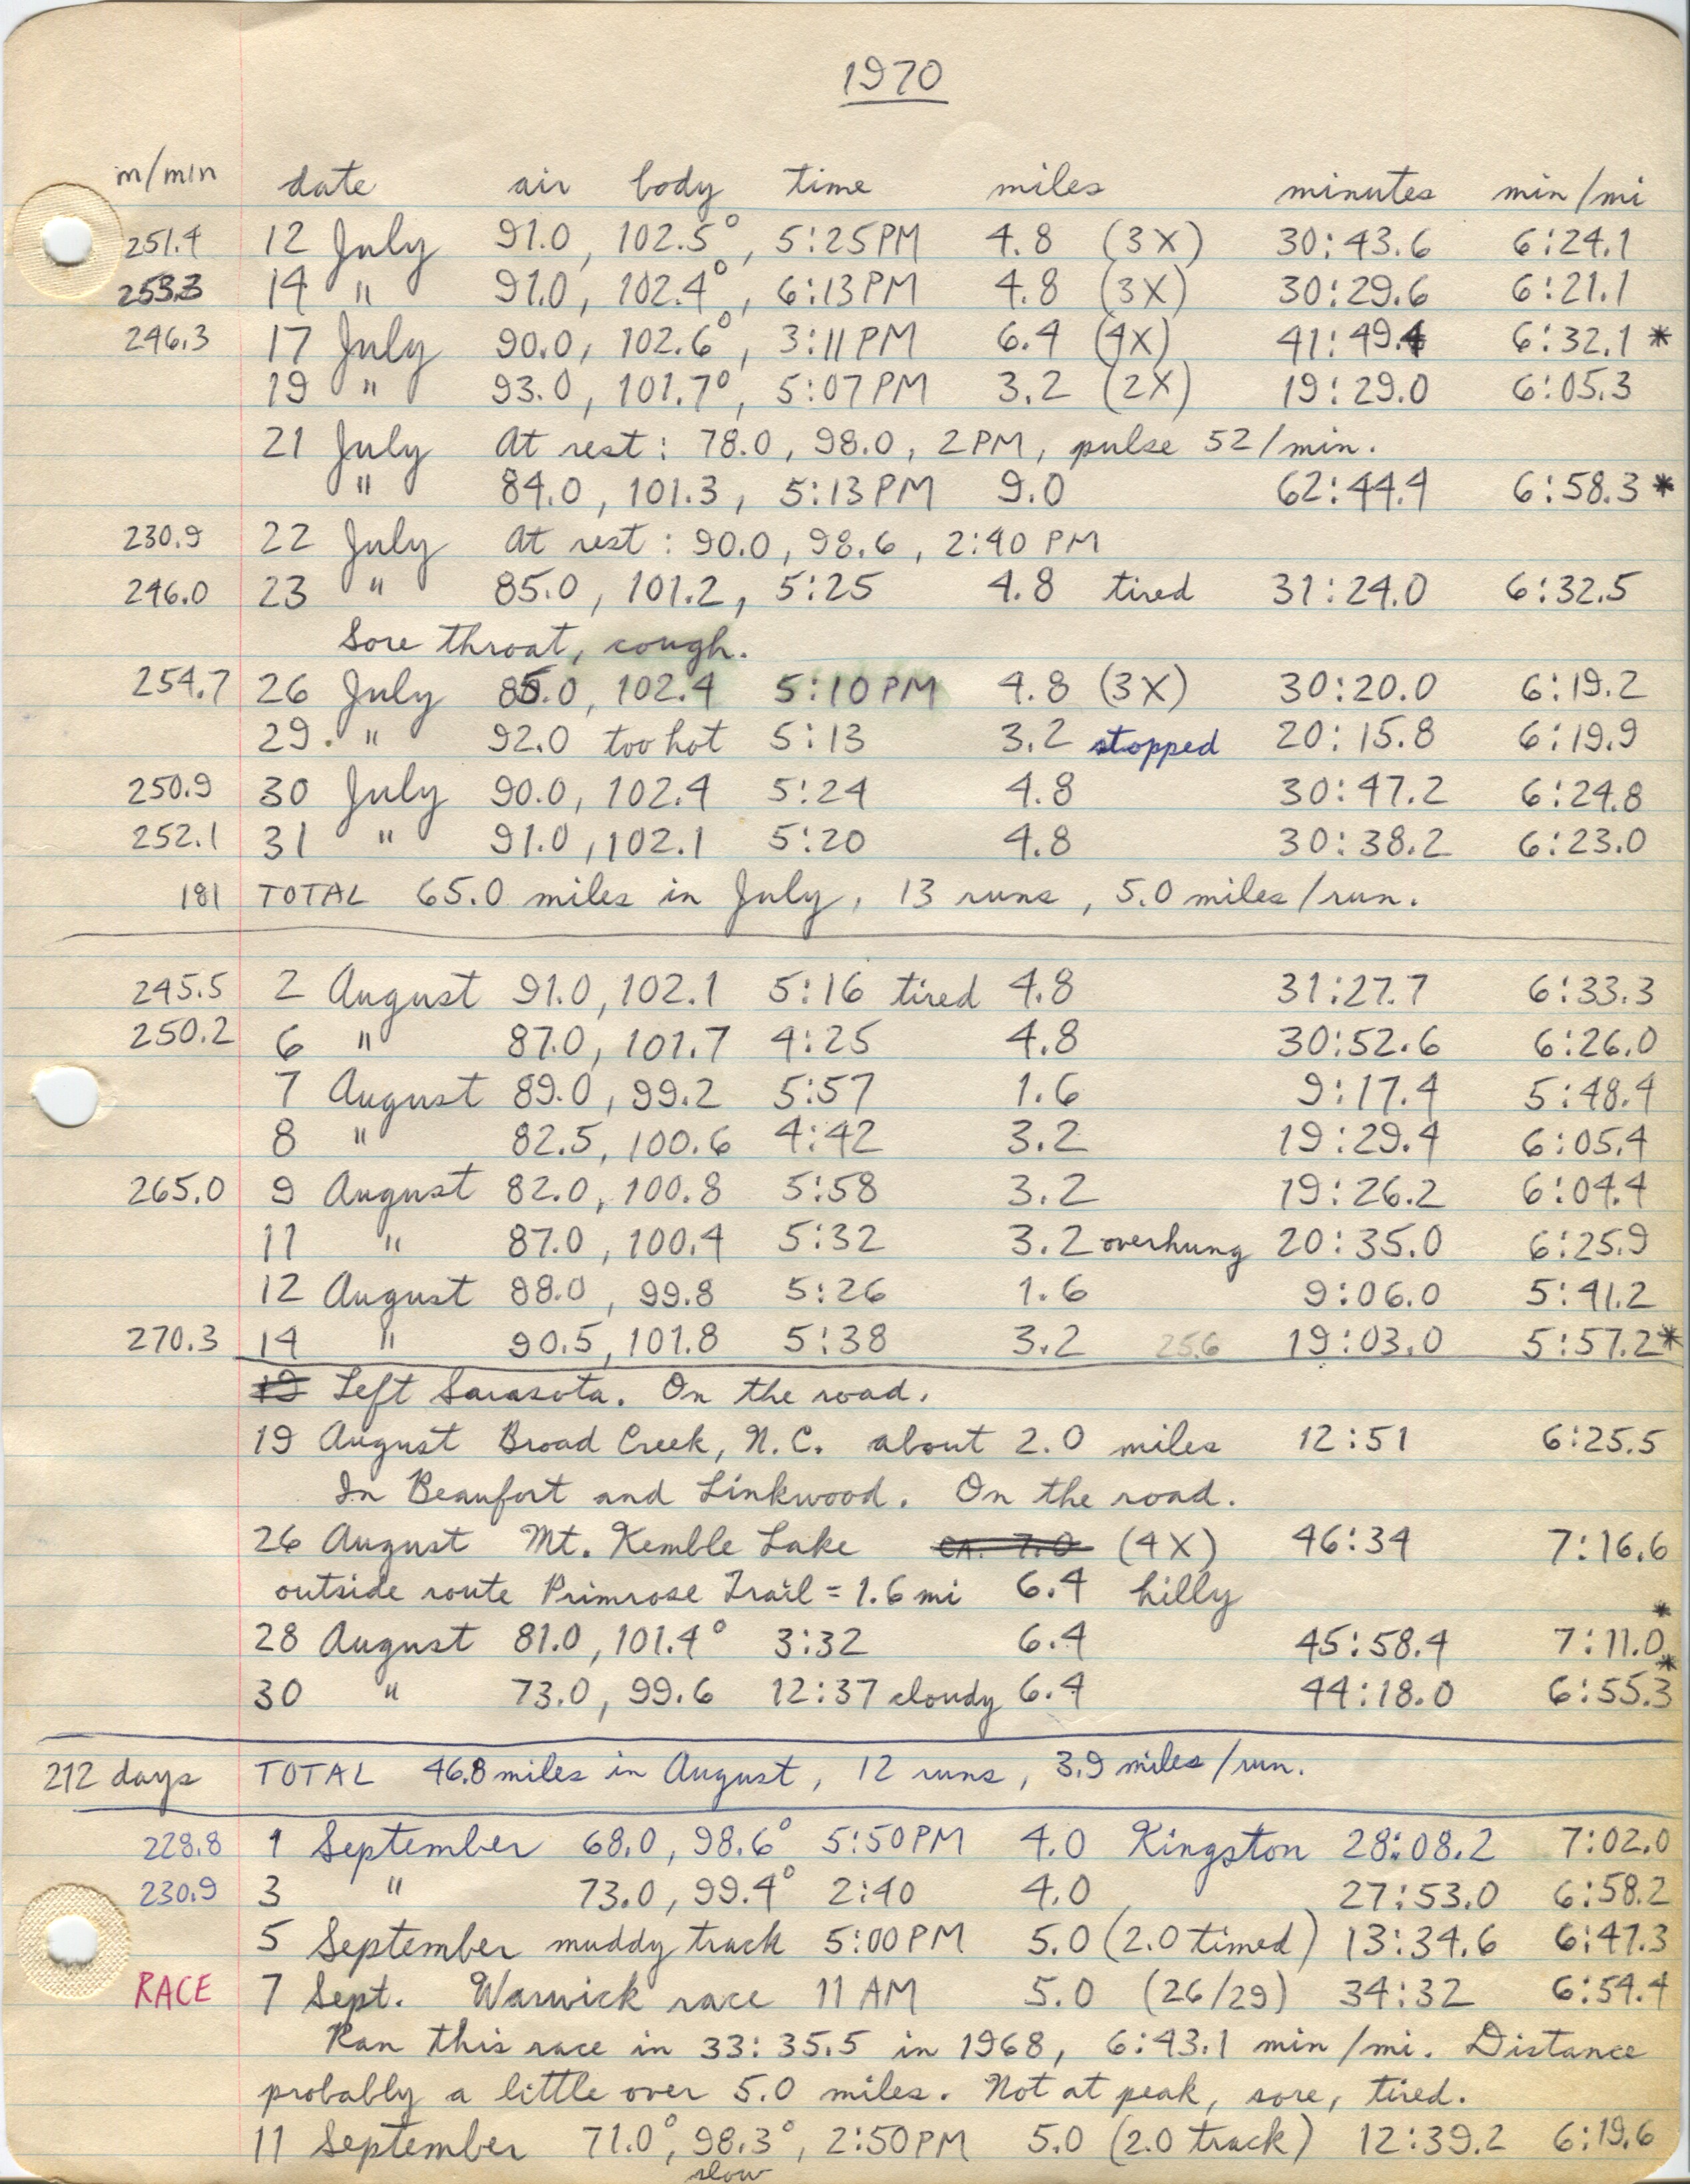 1970
m/min date air body time miles minutes min/mi
251.4 12 July 91.0, 102.5°, 5:25PM 4.8 (3X) 30:43.6 6:24.1
253.3 14 " 91.0, 102.4°, 6:13PM 4.8 (3X) 30:29.6 6:21.1
246.3 17 July 90.0, 102.6°, 3:11PM 6.4 (4X) 41:49.4 6:32.1 *
19 " 93.0, 101.7°, 5:07PM 3.2 (2X) 19:29.0 6:05.3
21 July At rest: 78.0, 98.0, 2PM, pulse 52/min.
" 84.0, 101.3, 5:13PM 9.0 62:44.4 6:58.3 *
230.9 22 July At rest: 90.0, 98.6, 2:40 PM
246.0 23 " 85.0, 101.2, 5:25 4.8 tired 31:24.0 6:32.5
Sore throat, cough.
254.7 26 July 85.0, 102.4 5:10PM 4.8 (3X) 30:20.0 6:19.2
29. " 92.0 too hot 5:13 3.2 stopped 20:15.8 6:19.9
250.9 30 July 90.0, 102.4 5:24 4.8 30:47.2 6:24.8
252.1 31 " 91.0, 102.1 5:20 4.8 30:38.2 6:23.0
181 TOTAL 65.0 miles in July, 13 runs, 5.0 miles/run.
245.5 2 August 91.0, 102.1 5:16 tired 4.8 31:27.7 6:33.3
250.2 6 " 87.0, 101.7 4:25 4.8 30:52.6 6:26.0
7 August 89.0, 99.2 5:57 1.6 9:17.4 5:48.4
8 " 82.5, 100.6 4:42 3.2 19:29.4 6:05.4
265.0 9 August 82.0, 100.8 5:58 3.2 19:26.2 6:04.4
11 " 87.0, 100.4 5:32 3.2 overhung 20:35.0 6:25.9
12 August 88.0, 99.8 5:26 1.6 9:06.0 5:41.2
270.3 14 " 90.5, 101.8 5:38 3.2 25.6 19:03.0 5:57.2*
Left Sarasota. On the road.
19 August Broad Creek, N.C. about 2.0 miles 12:51 6:25.5
In Beaufort and Linkwood. On the road.
26 August Mt. Kemble Lake ca. 7.0 (4X) 46:34 7:16.6
outside route Primrose Trail = 1.6 mi 6.4 hilly
28 August 81.0, 101.4° 3:32 6.4 45:58.4 7:11.0 *
30 " 73.0, 99.6 12:37 cloudy 6.4 44:18.0 6:55.3 *
212 days TOTAL 46.8 miles in August, 12 runs, 3.9 miles/run.
228.8 1 September 68.0, 98.6° 5:50PM 4.0 Kingston 28:08.2 7:02.0
230.9 3 " 73.0, 99.4° 2:40 4.0 27:53.0 6:58.2
5 September muddy track 5:00PM 5.0 (2.0 timed) 13:34.6 6:47.3
RACE 7 Sept. Warwick race 11 AM 5.0 (26/29) 34:32 6:54.4
Ran this race in 33:35.5 in 1968, 6:43.1 min/mi. Distance
probably a little over 5.0 miles. Not at peak, sore, tired.
11 September 71.0°, 98.3°, 2:50PM 5.0 (2.0 track) 12:39.2 6:19.6
slow